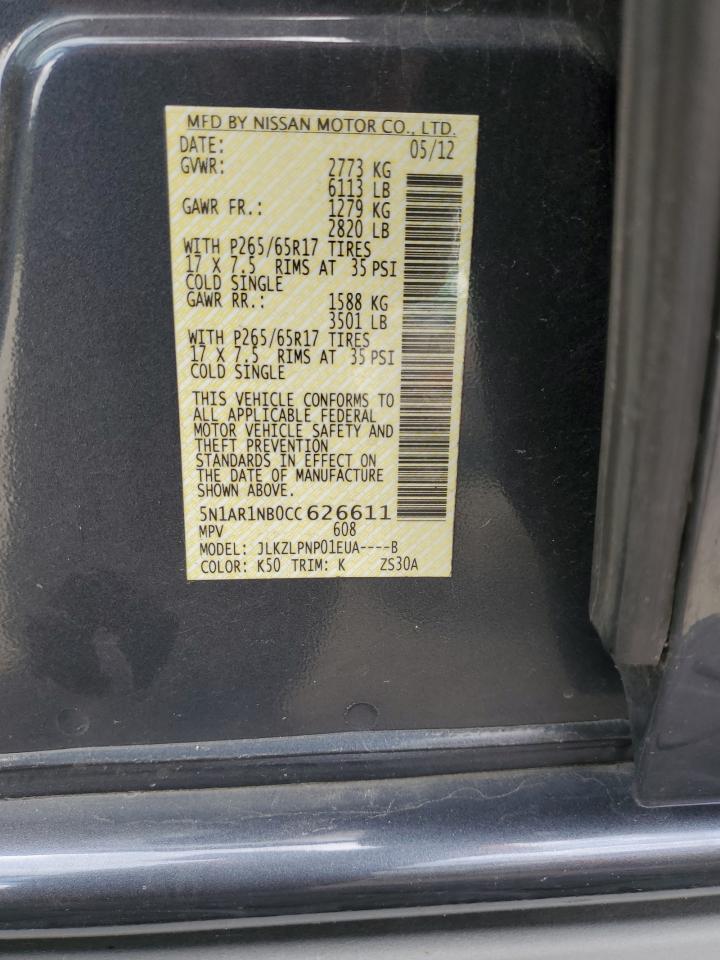 MFD BY NISSAN MOTOR CO., LTD.
DATE: 05/12
GVWR: 2773 KG
6113 LB
GAWR FR.: 1279 KG
2820 LB
WITH P265/65R17 TIRES
17 X 7.5 RIMS AT 35 PSI
COLD SINGLE
GAWR RR.: 1588 KG
3501 LB
WITH P265/65R17 TIRES
17 X 7.5 RIMS AT 35 PSI
COLD SINGLE
THIS VEHICLE CONFORMS TO
ALL APPLICABLE FEDERAL
MOTOR VEHICLE SAFETY AND
THEFT PREVENTION
STANDARDS IN EFFECT ON
THE DATE OF MANUFACTURE
SHOWN ABOVE.
5N1AR1NB0CC626611
MPV 608
MODEL: JLKZLPNP01EUA----B
COLOR: K50 TRIM: K ZS30A